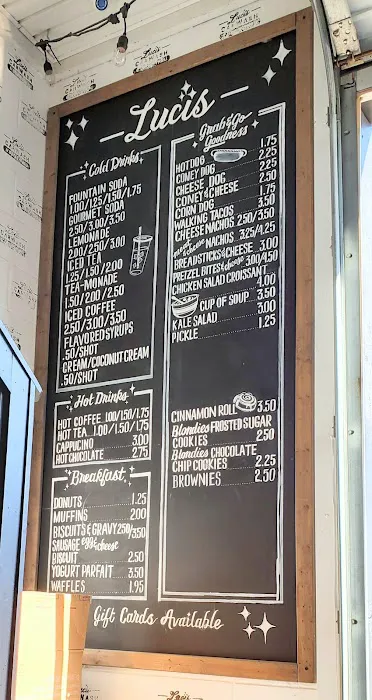 Lucis
Cold Drinks
FOUNTAIN SODA
1.00/1.25/1.50/1.75
GOURMET SODA
2.50/3.00/3.50
LEMONADE
2.00/2.50/3.00
ICED TEA
1.25/1.50/2.00
TEA-MONADE
1.50/2.00/2.50
ICED COFFEE
2.50/3.00/3.50
FLAVORED SYRUPS
.50/SHOT
CREAM/COCONUT CREAM
.50/SHOT
Hot Drinks
HOT COFFEE 1.00/1.50/1.75
HOT TEA 1.00/1.50/1.75
CAPPUCINO 3.00
HOT CHOCOLATE 2.75
Breakfast
DONUTS 1.25
MUFFINS 2.00
BISCUITS & GRAVY 2.50/3.50
SAUSAGE egg & cheese
BISCUIT 2.50
YOGURT PARFAIT 3.50
WAFFLES 1.95
Grab & Go
Goodness
HOT DOG 1.75
CONEY DOG 2.25
CHEESE DOG 2.25
CONEY & CHEESE 2.50
CORN DOG 1.75
WALKING TACOS 3.50
CHEESE NACHOS 2.50/3.50
cheese NACHOS 3.25/4.25
BREADSTICKS & CHEESE 3.00
PRETZEL BITES & cheese 3.00/4.50
CHICKEN SALAD CROISSANT
4.00
CUP OF SOUP 3.50
KALE SALAD 3.00
PICKLE 1.25
CINNAMON ROLL 3.50
Blondies FROSTED SUGAR
COOKIES 2.50
Blondies CHOCOLATE
CHIP COOKIES 2.25
BROWNIES 2.50
Gift Cards Available